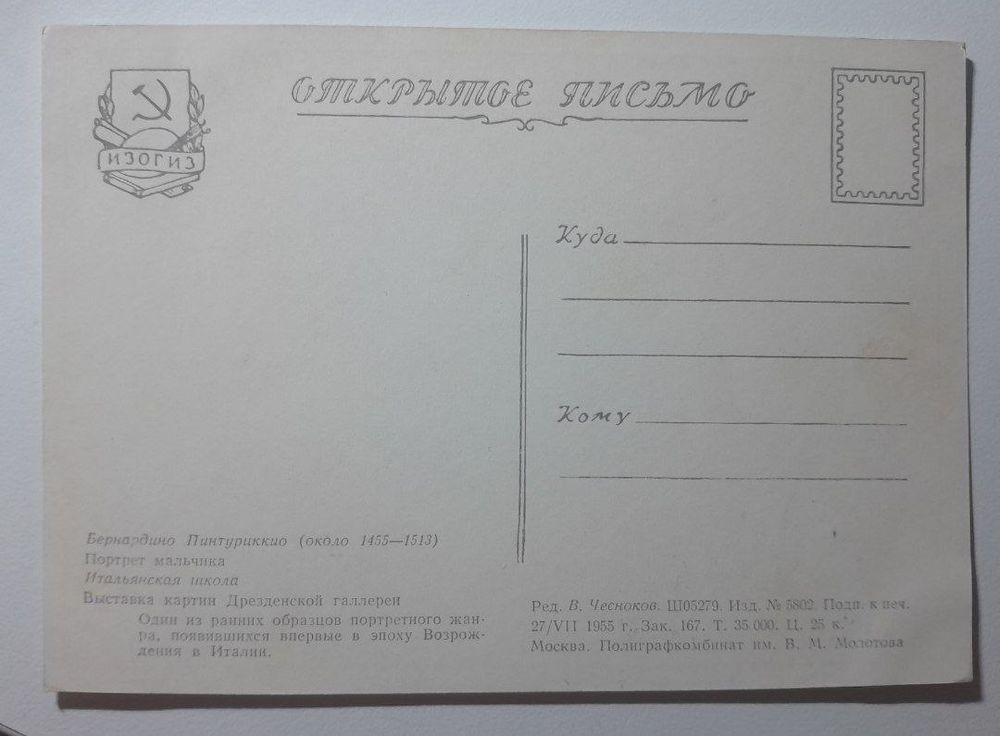 ОТКРЫТОЕ ПИСЬМО
ИЗОГИЗ
Куда
Кому
Бернардино Пинтуриккио (около 1455—1513)
Портрет мальчика
Итальянская школа
Выставка картин Дрезденской галлереи
Один из ранних образцов портретного жан-
ра, появившихся впервые в эпоху Возрож-
дения в Италии.
Ред. В. Чесноков. Ш05279. Изд. № 5802. Подп. к печ.
27/VII 1955 г. Зак. 167. Т. 35 000. Ц. 25 к.
Москва. Полиграфкомбинат им. В. М. Молотова